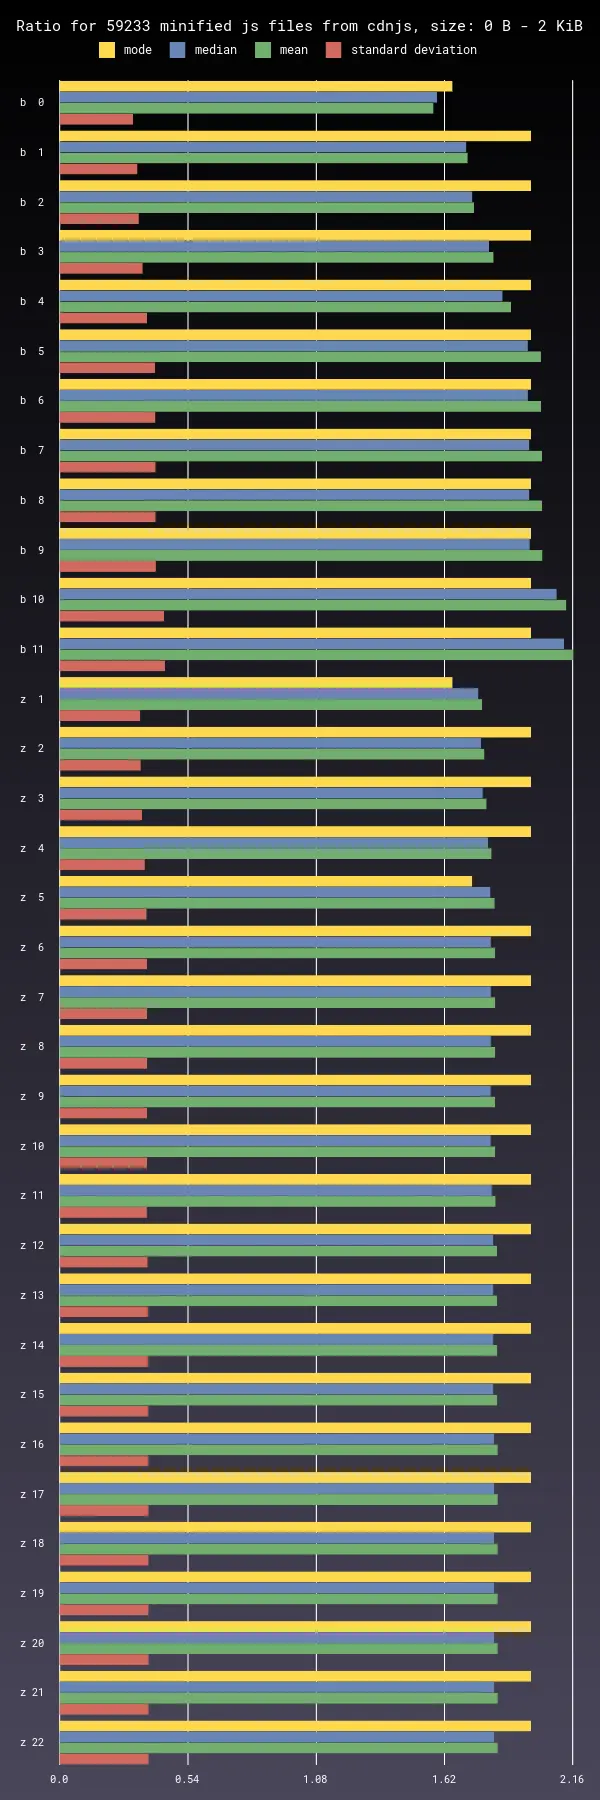 Ratio for 59233 minified js files from cdnjs, size: 0 B - 2 KiB
mode median mean standard deviation
b 0
b 1
b 2
b 3
b 4
b 5
b 6
b 7
b 8
b 9
b 10
b 11
z 1
z 2
z 3
z 4
z 5
z 6
z 7
z 8
z 9
z 10
z 11
z 12
z 13
z 14
z 15
z 16
z 17
z 18
z 19
z 20
z 21
z 22
0.0 0.54 1.08 1.62 2.16